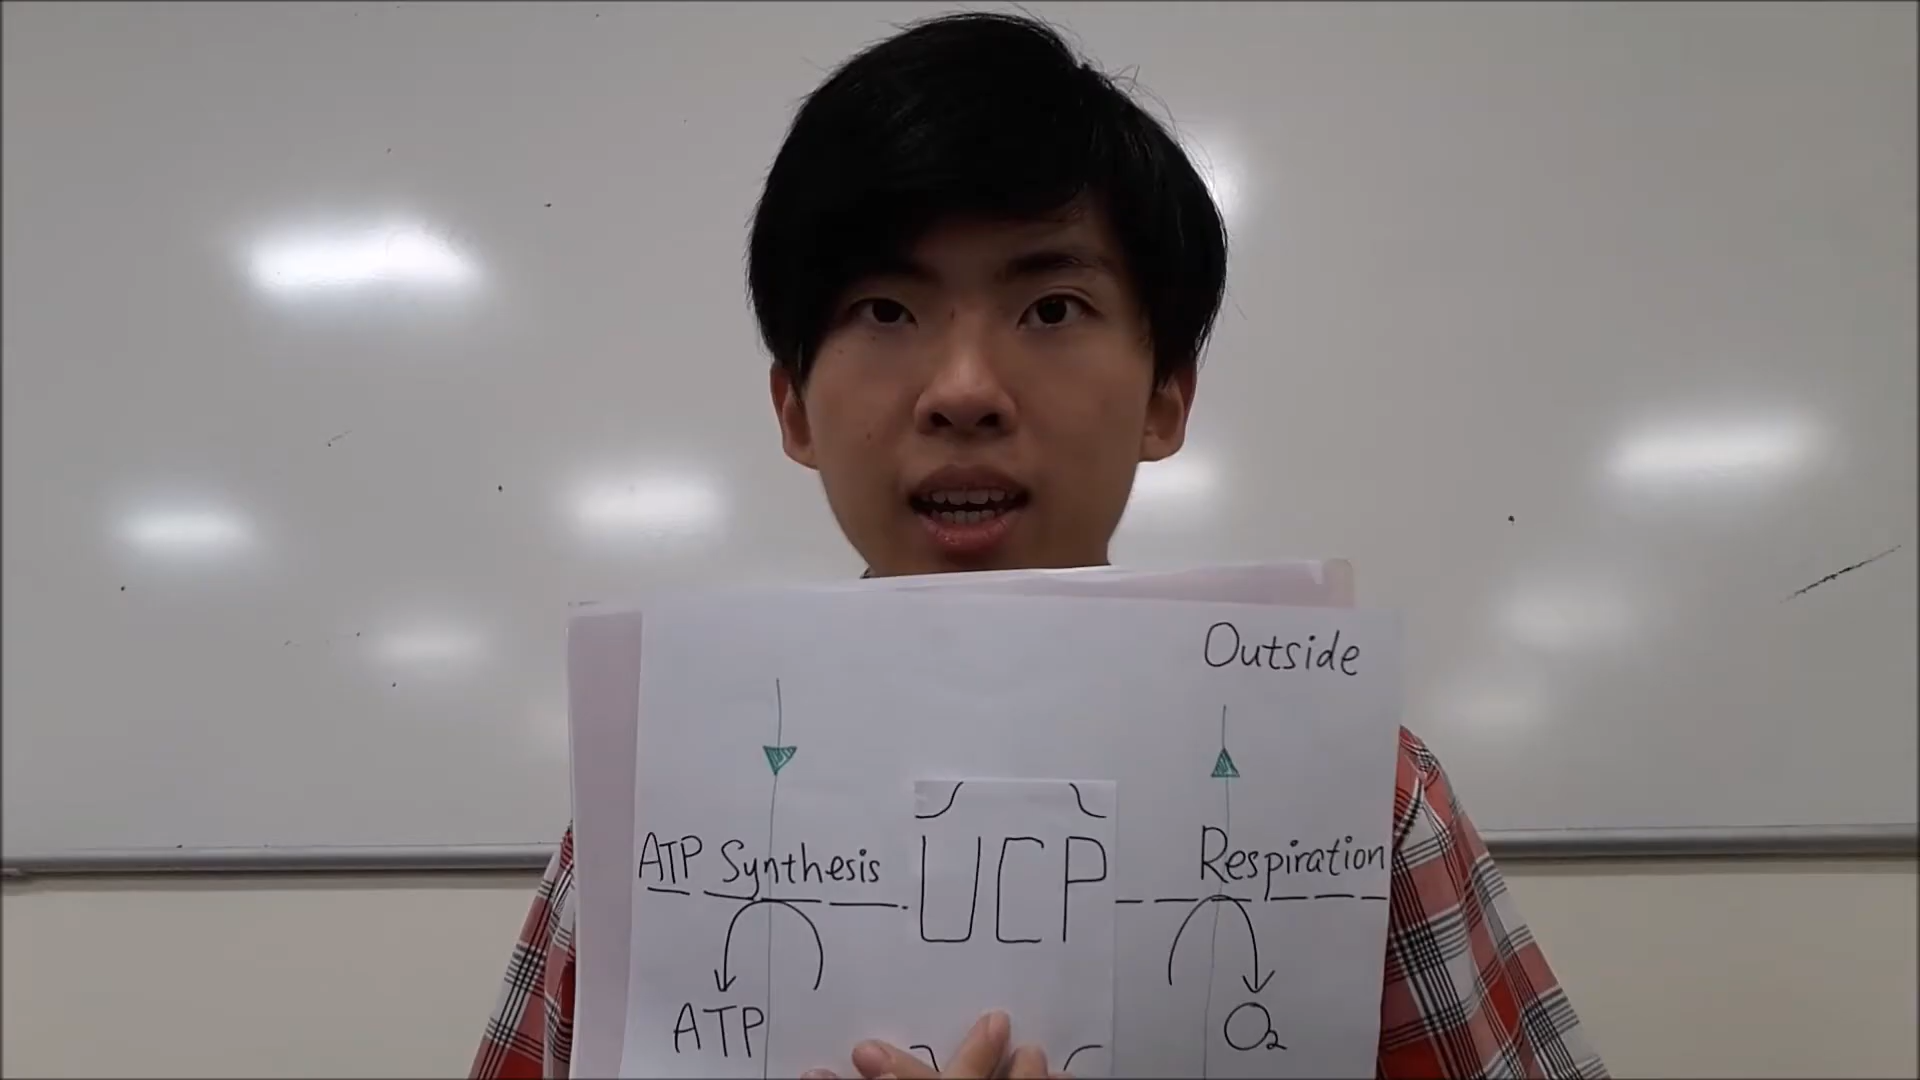 Outside
ATP Synthesis
UCP
Respiration
ATP
O₂